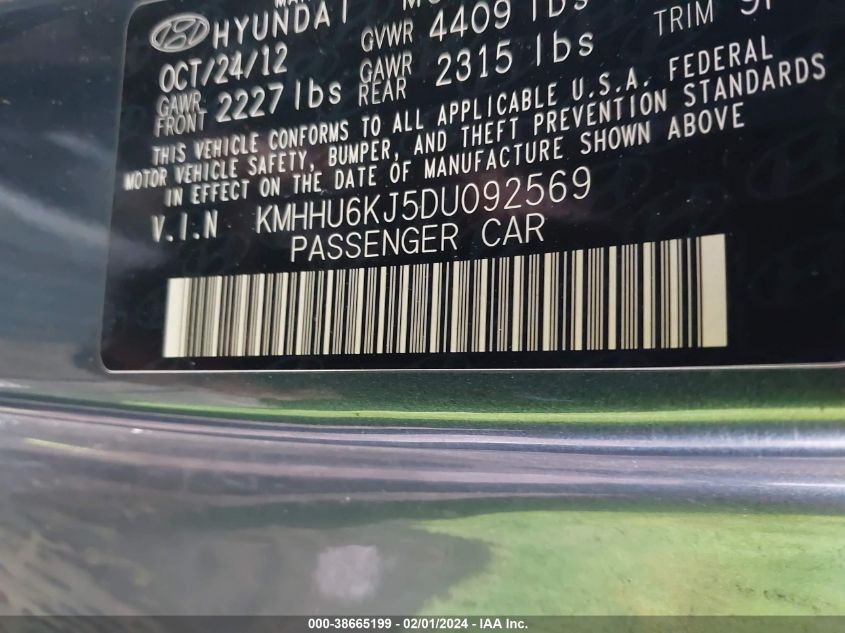 HYUNDAI
OCT/24/12
GVWR 4409 lbs
TRIM
GAWR FRONT 2227 lbs
GAWR REAR 2315 lbs
THIS VEHICLE CONFORMS TO ALL APPLICABLE U.S.A. FEDERAL
MOTOR VEHICLE SAFETY, BUMPER, AND THEFT PREVENTION STANDARDS
IN EFFECT ON THE DATE OF MANUFACTURE SHOWN ABOVE
V.I.N KMHHU6KJ5DU092569
PASSENGER CAR
000-38665199 - 02/01/2024 - IAA Inc.